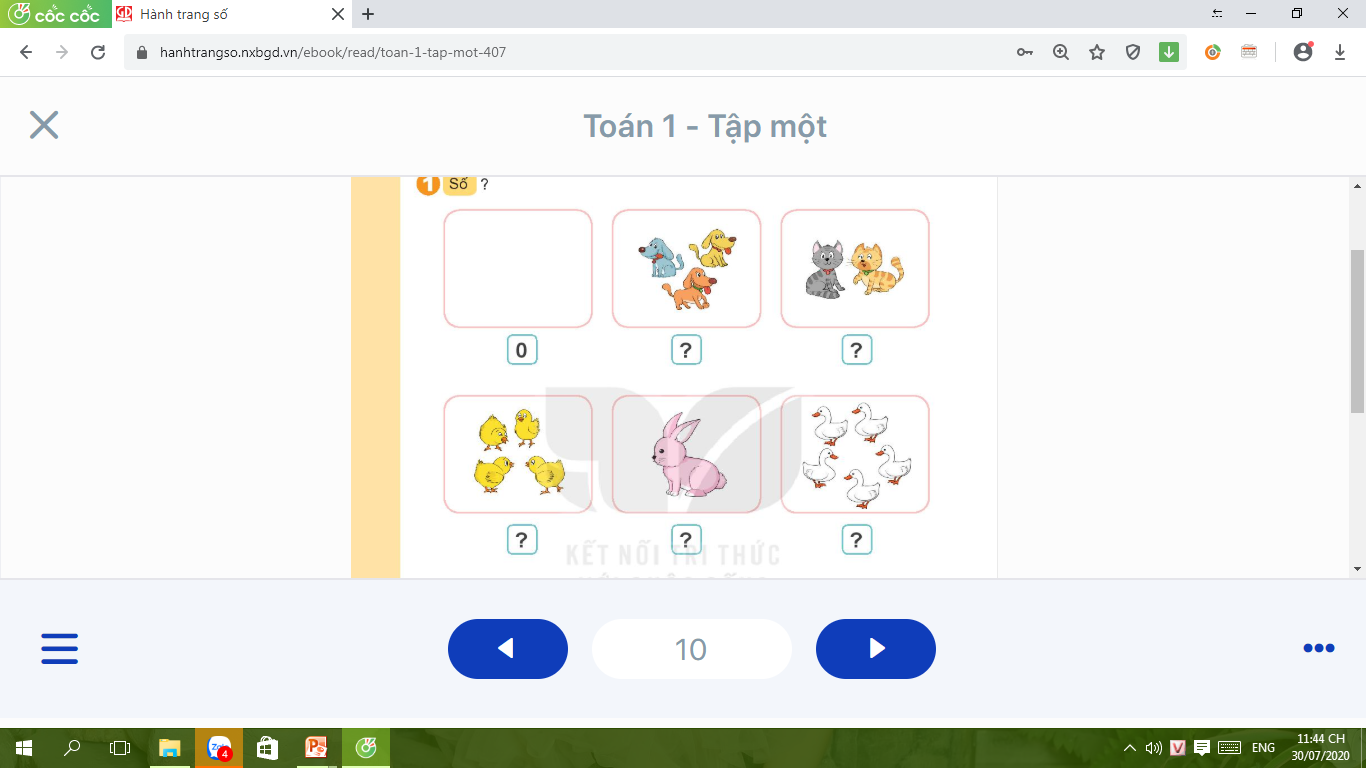 cốc cốc
Hành trang số
hanhtrangso.nxbgd.vn/ebook/read/toan-1-tap-mot-407
Toán 1 - Tập một
1 Số ?
0 ? ?
? ? ?
KẾT NỐI TRI THỨC
10
4
ENG
11:44 CH
30/07/2020